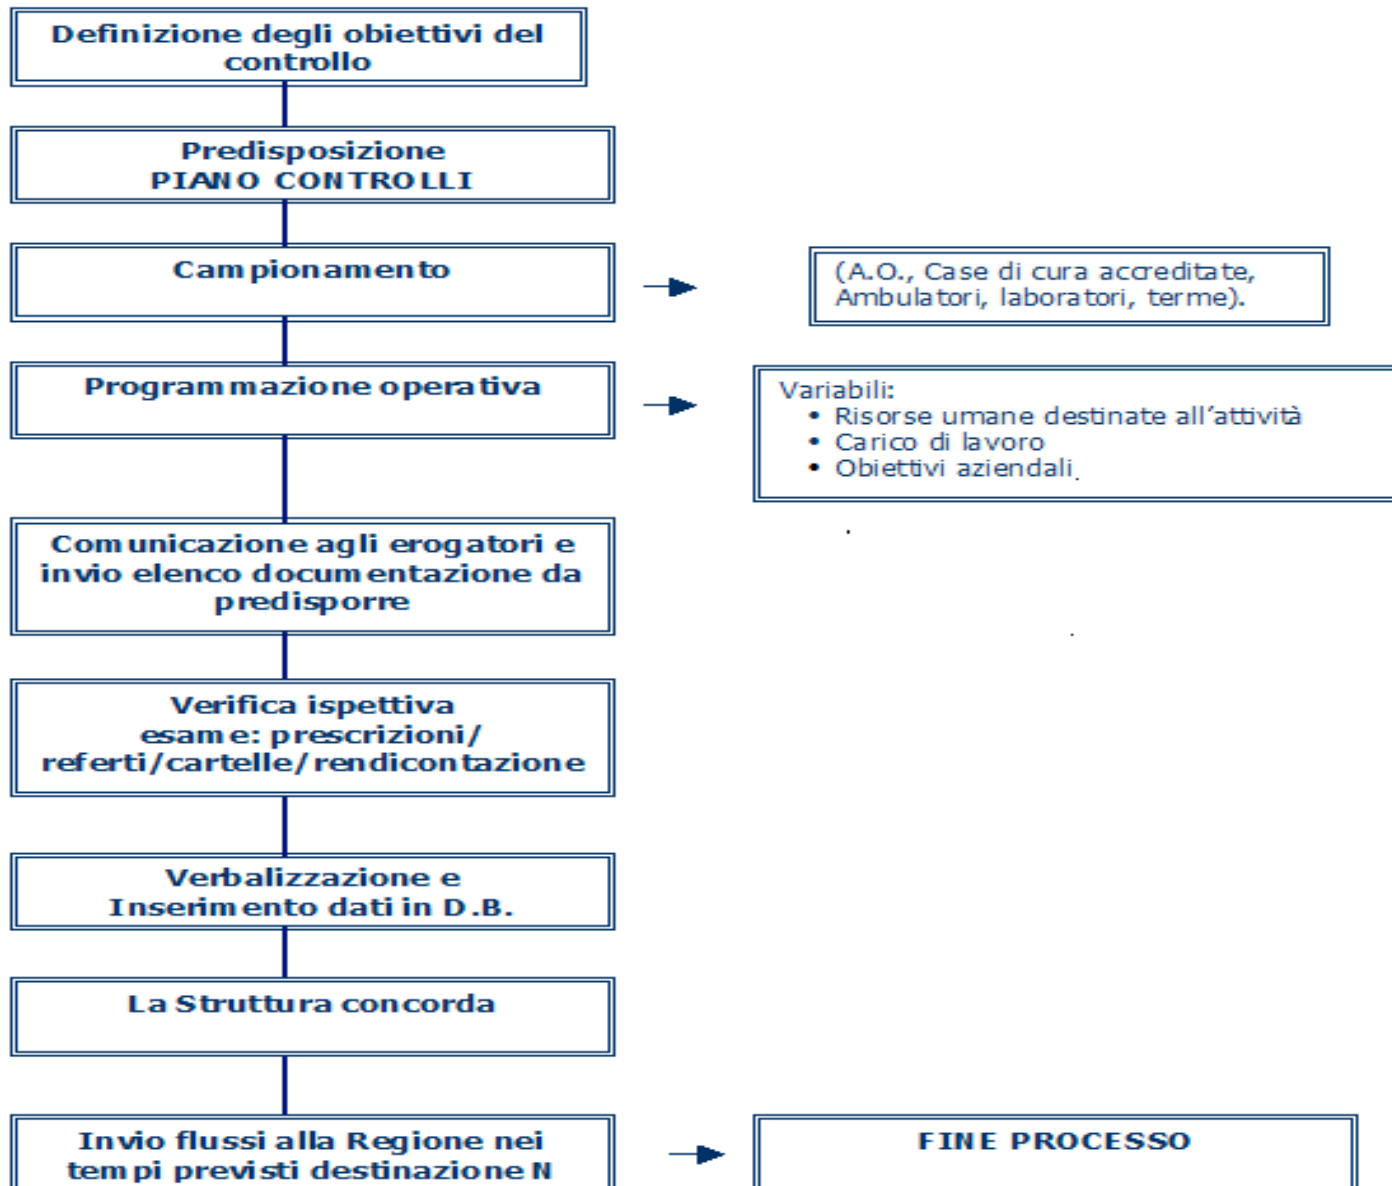 Definizione degli obiettivi del
controllo
Predisposizione
PIANO CONTROLLI
Campionamento
(A.O., Case di cura accreditate,
Ambulatori, laboratori, terme).
Programmazione operativa
Variabili:
• Risorse umane destinate all'attività
• Carico di lavoro
• Obiettivi aziendali.
Comunicazione agli erogatori e
invio elenco documentazione da
predisporre
Verifica ispettiva
esame: prescrizioni/
referti/cartelle/rendicontazione
Verbalizzazione e
Inserimento dati in D.B.
La Struttura concorda
Invio flussi alla Regione nei
tempi previsti destinazione N
FINE PROCESSO